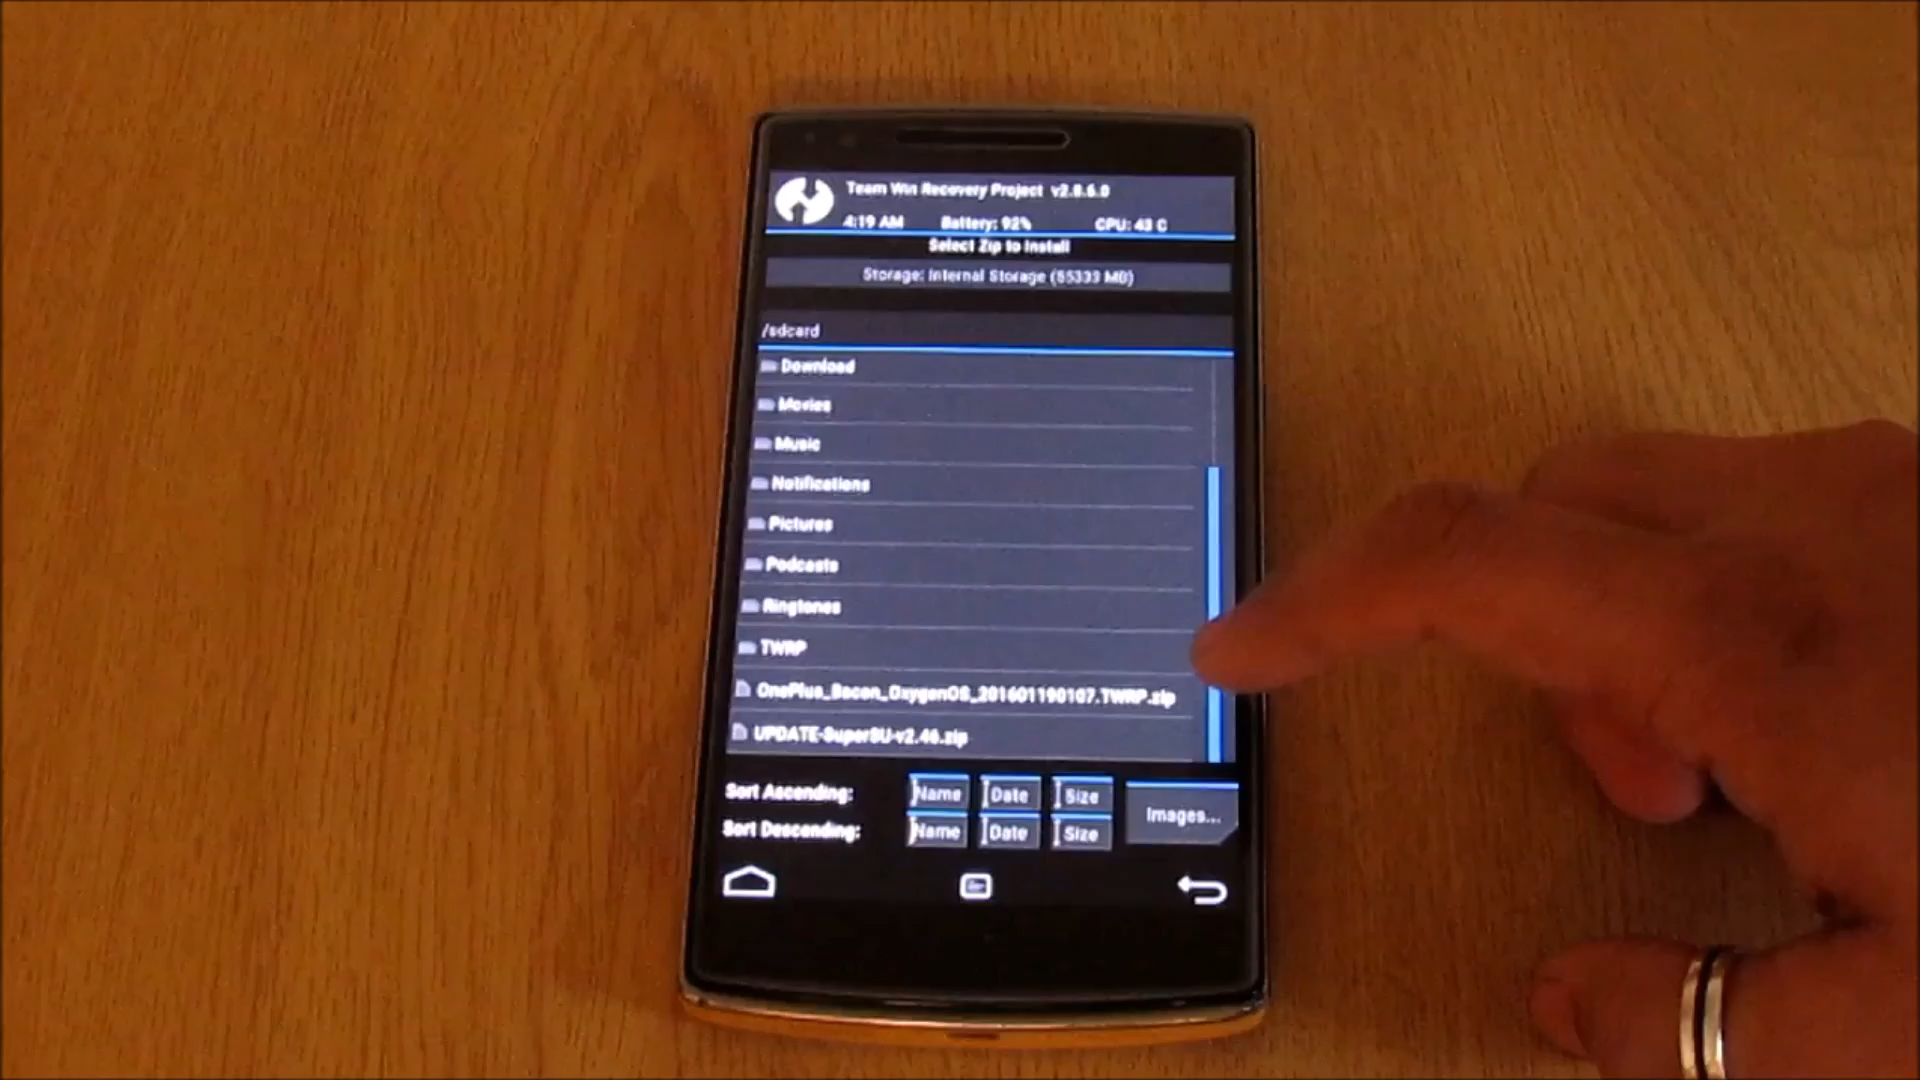 Team Win Recovery Project v2.8.6.0
4:19 AM Battery: 92% CPU: 43 C
Select Zip to Install
Storage: Internal Storage (55333 MB)
/sdcard
Download
Movies
Music
Notifications
Pictures
Podcasts
Ringtones
TWRP
OnePlus_Bacon_OxygenOS_201601190107.TWRP.zip
UPDATE-SuperSU-v2.46.zip
Sort Ascending: Name Date Size
Images...
Sort Descending: Name Date Size